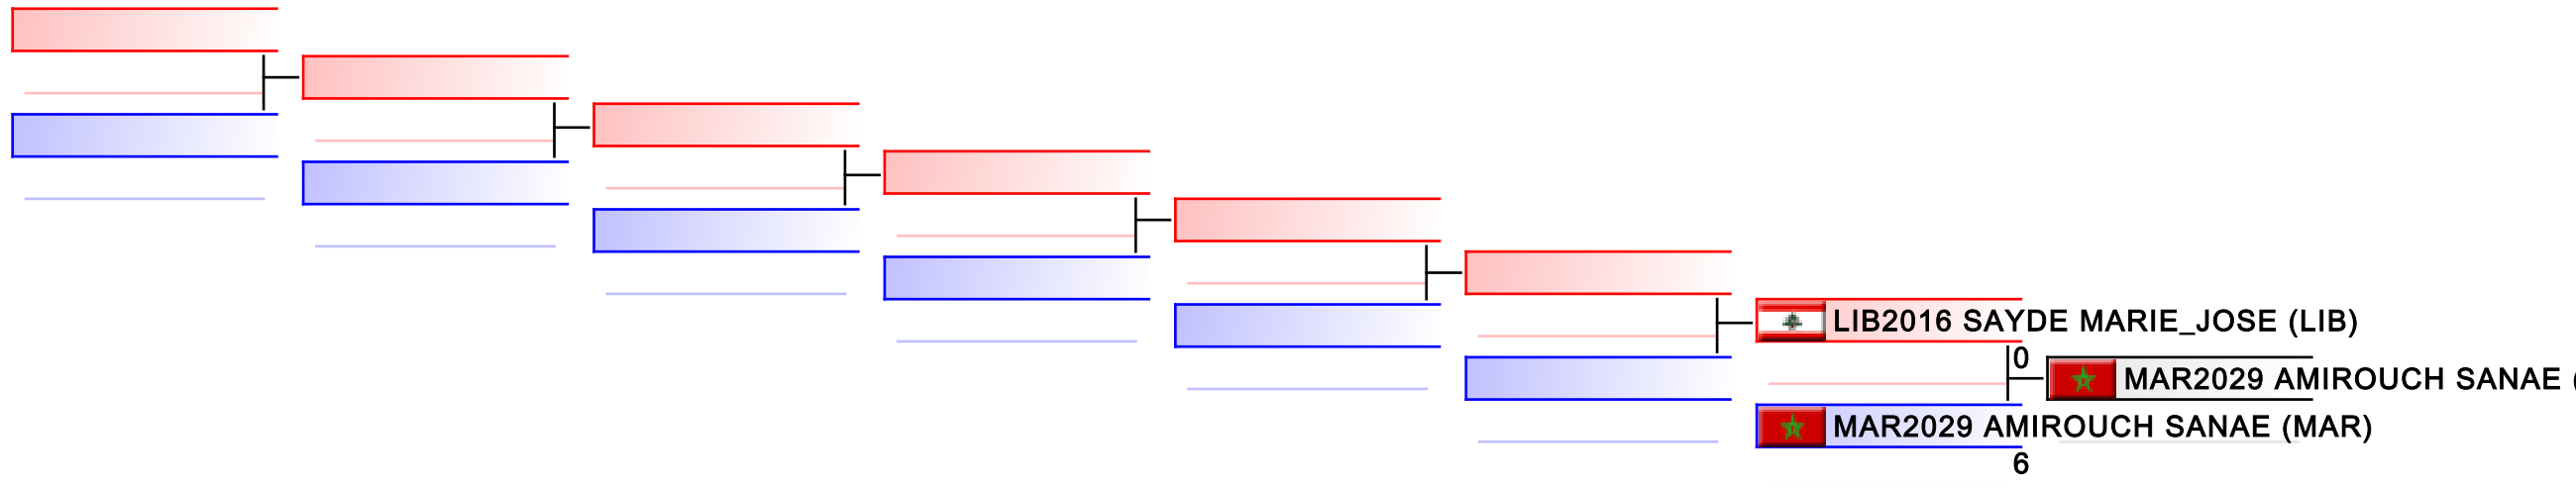 LIB2016 SAYDE MARIE_JOSE (LIB)
0
MAR2029 AMIROUCH SANAE (
MAR2029 AMIROUCH SANAE (MAR)
6